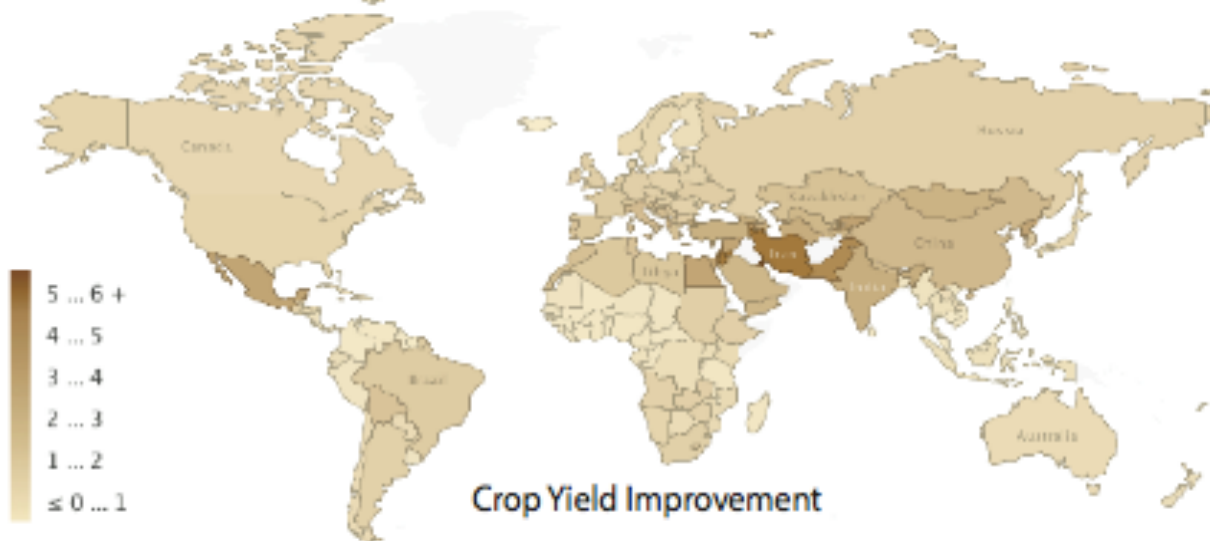 Canada
Russia
Kazakhstan
China
Iran
Libya
India
Brazil
Australia
5 ... 6 +
4 ... 5
3 ... 4
2 ... 3
1 ... 2
≤ 0 ... 1
Crop Yield Improvement